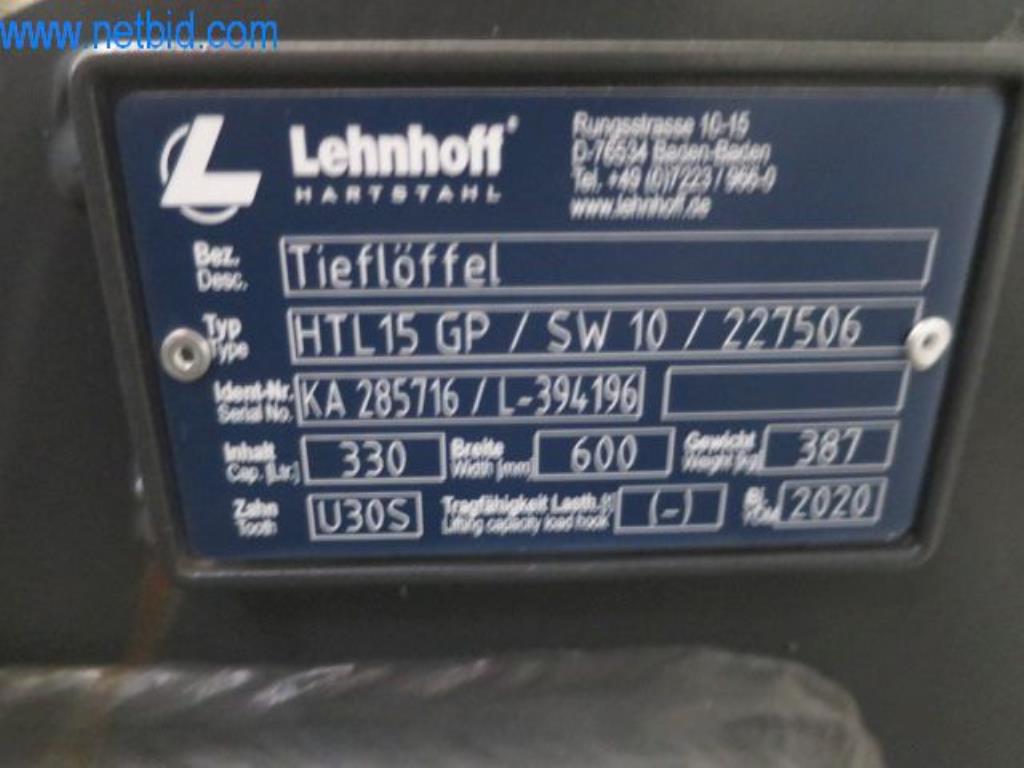 www.netbid.com
L Lehnhoff®
HARTSTAHL
Rungsstrasse 10-15
D-76534 Baden-Baden
Tel. +49 (0)7223 / 966-0
www.lehnhoff.de
Bez. Tieflöffel
Desc.
Typ HTL15 GP / SW 10 / 227506
Type
Ident-Nr. KA 285716 / L-394196
Serial No.
Inhalt 330 Breite 600 Gewicht 387
Cap. [Ltr.] Width [mm] Weight [kg]
Zahn U30S Tragfähigkeit Lasth. (-) 2020
Tooth Lifting capacity load hook